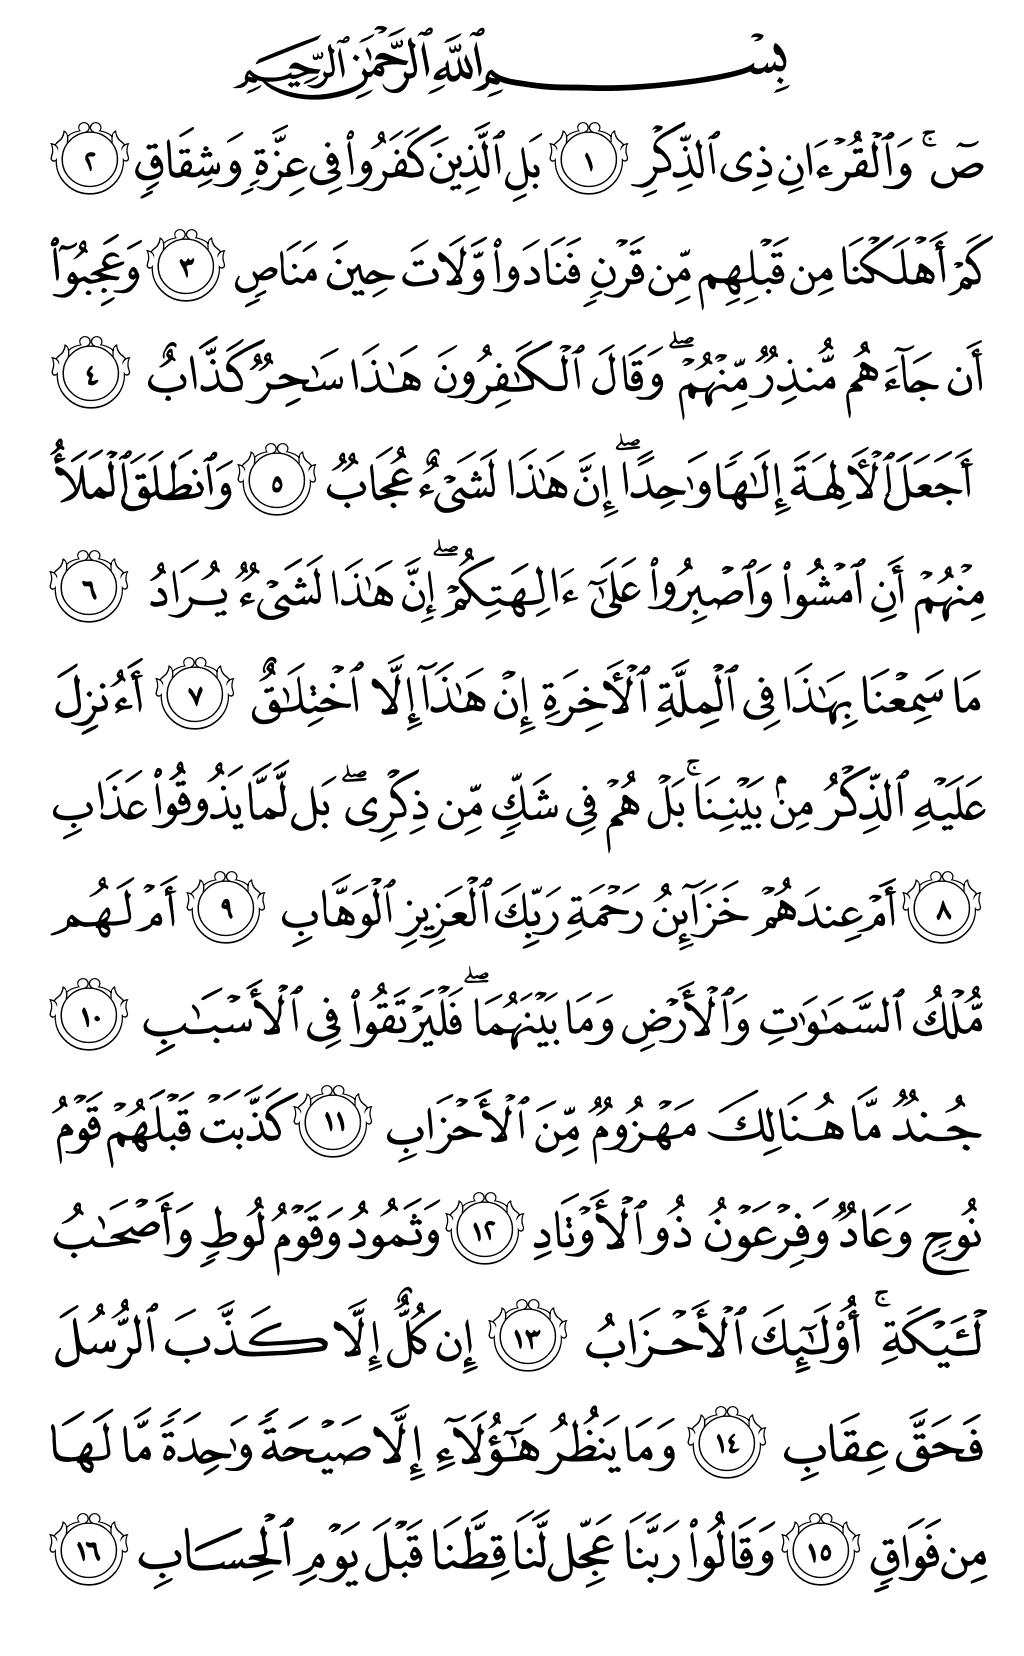 بِسْمِ ٱللَّهِ ٱلرَّحْمَٰنِ ٱلرَّحِيمِ
صٓ ۚ وَٱلْقُرْءَانِ ذِى ٱلذِّكْرِ ١ بَلِ ٱلَّذِينَ كَفَرُوا۟ فِى عِزَّةٍ وَشِقَاقٍ ٢
كَمْ أَهْلَكْنَا مِن قَبْلِهِم مِّن قَرْنٍ فَنَادَوا۟ وَّلَاتَ حِينَ مَنَاصٍ ٣ وَعَجِبُوٓا۟
أَن جَآءَهُم مُّنذِرٌ مِّنْهُمْ ۖ وَقَالَ ٱلْكَٰفِرُونَ هَٰذَا سَٰحِرٌ كَذَّابٌ ٤
أَجَعَلَ ٱلْأَلِهَةَ إِلَٰهًا وَٰحِدًا ۖ إِنَّ هَٰذَا لَشَىْءٌ عُجَابٌ ٥ وَٱنطَلَقَ ٱلْمَلَأُ
مِنْهُمْ أَنِ ٱمْشُوا۟ وَٱصْبِرُوا۟ عَلَىٰٓ ءَالِهَتِكُمْ ۖ إِنَّ هَٰذَا لَشَىْءٌ يُرَادُ ٦
مَا سَمِعْنَا بِهَٰذَا فِى ٱلْمِلَّةِ ٱلْأَخِرَةِ إِنْ هَٰذَآ إِلَّا ٱخْتِلَٰقٌ ٧ أَءُنزِلَ
عَلَيْهِ ٱلذِّكْرُ مِنۢ بَيْنِنَا ۚ بَلْ هُمْ فِى شَكٍّ مِّن ذِكْرِى ۖ بَل لَّمَّا يَذُوقُوا۟ عَذَابِ
٨ أَمْ عِندَهُمْ خَزَآئِنُ رَحْمَةِ رَبِّكَ ٱلْعَزِيزِ ٱلْوَهَّابِ ٩ أَمْ لَهُم
مُّلْكُ ٱلسَّمَٰوَٰتِ وَٱلْأَرْضِ وَمَا بَيْنَهُمَا ۖ فَلْيَرْتَقُوا۟ فِى ٱلْأَسْبَٰبِ ١٠
جُندٌ مَّا هُنَالِكَ مَهْزُومٌ مِّنَ ٱلْأَحْزَابِ ١١ كَذَّبَتْ قَبْلَهُمْ قَوْمُ
نُوحٍ وَعَادٌ وَفِرْعَوْنُ ذُو ٱلْأَوْتَادِ ١٢ وَثَمُودُ وَقَوْمُ لُوطٍ وَأَصْحَٰبُ
لْـَٔيْكَةِ ۚ أُو۟لَٰٓئِكَ ٱلْأَحْزَابُ ١٣ إِن كُلٌّ إِلَّا كَذَّبَ ٱلرُّسُلَ
فَحَقَّ عِقَابِ ١٤ وَمَا يَنظُرُ هَٰٓؤُلَآءِ إِلَّا صَيْحَةً وَٰحِدَةً مَّا لَهَا
مِن فَوَاقٍ ١٥ وَقَالُوا۟ رَبَّنَا عَجِّل لَّنَا قِطَّنَا قَبْلَ يَوْمِ ٱلْحِسَابِ ١٦